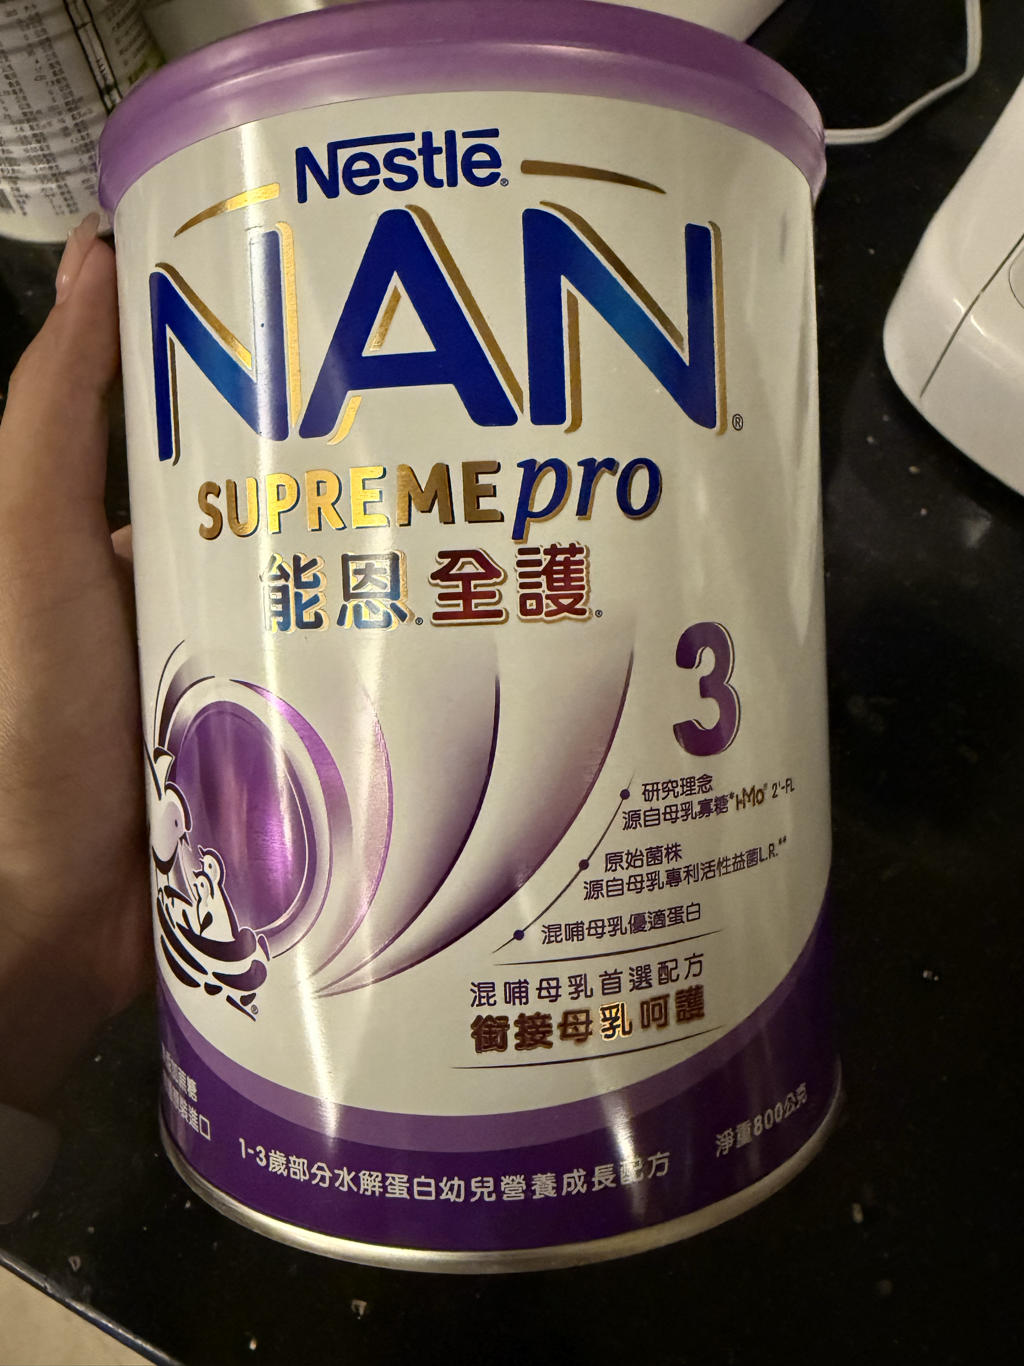 Nestlé®
NAN®
SUPREMEpro
能恩®全護®
3
研究理念
源自母乳寡糖*HMO® 2'-FL
原始菌株
源自母乳專利活性益菌L.R.**
混哺母乳優適蛋白
混哺母乳首選配方
銜接母乳呵護
進口
1-3歲部分水解蛋白幼兒營養成長配方
淨重800公克